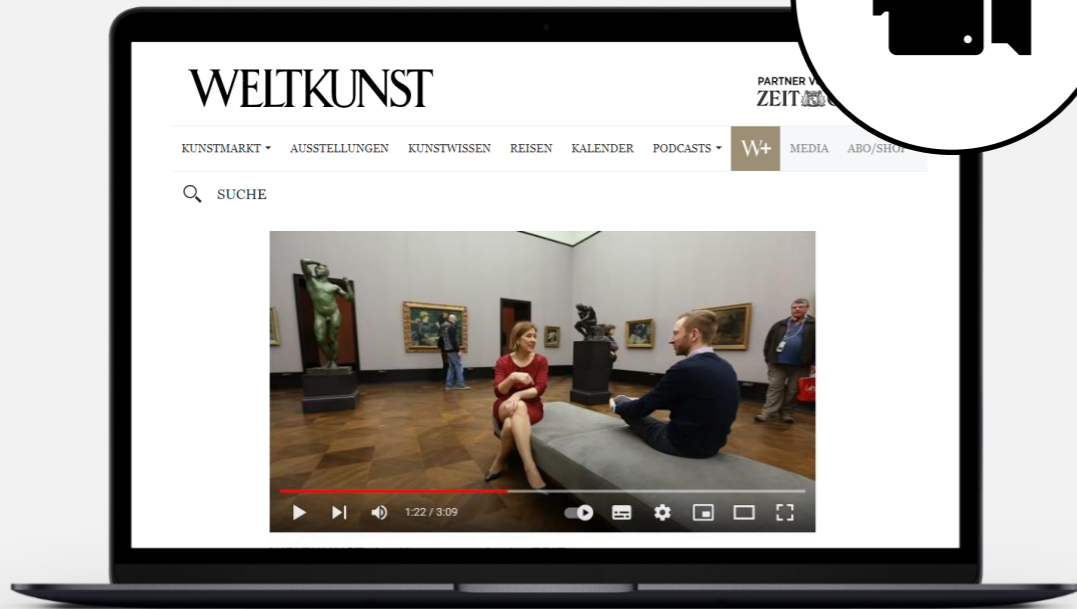 WELTKUNST
PARTNER
ZEIT
KUNSTMARKT AUSSTELLUNGEN KUNSTWISSEN REISEN KALENDER PODCASTS W+ MEDIA ABO/SHOP
SUCHE
1:22 / 3:09